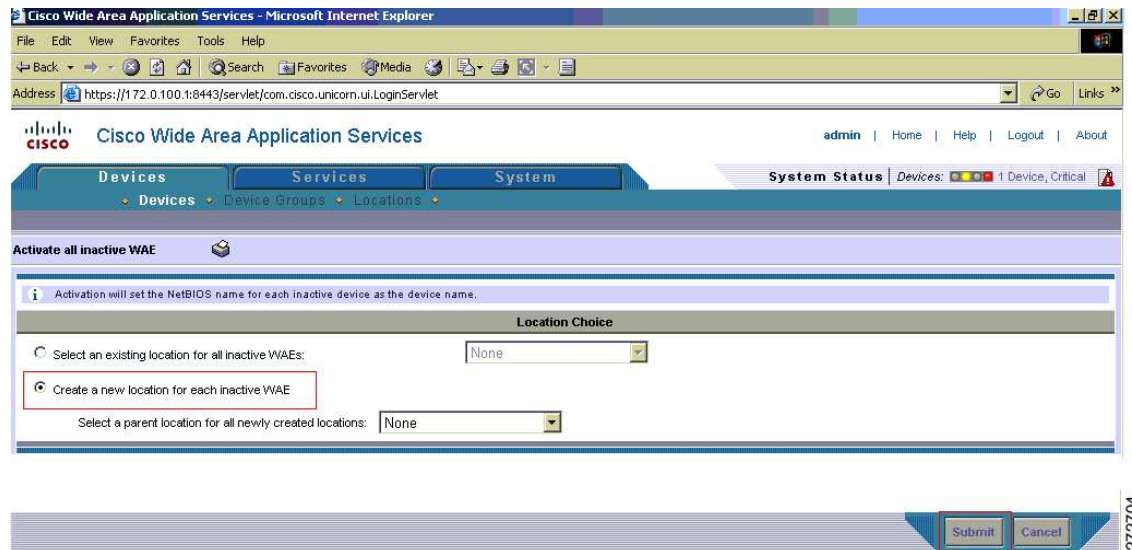 Cisco Wide Area Application Services - Microsoft Internet Explorer
File Edit View Favorites Tools Help
Back Search Favorites Media
Address https://172.0.100.1:8443/servlet/com.cisco.unicorn.ui.LoginServlet Go Links »
CISCO Cisco Wide Area Application Services admin | Home | Help | Logout | About
Devices Services System System Status | Devices: 1 Device, Critical
Devices Device Groups Locations
Activate all inactive WAE
i Activation will set the NetBIOS name for each inactive device as the device name.
Location Choice
Select an existing location for all inactive WAEs: None
Create a new location for each inactive WAE
Select a parent location for all newly created locations: None
Submit Cancel
272704